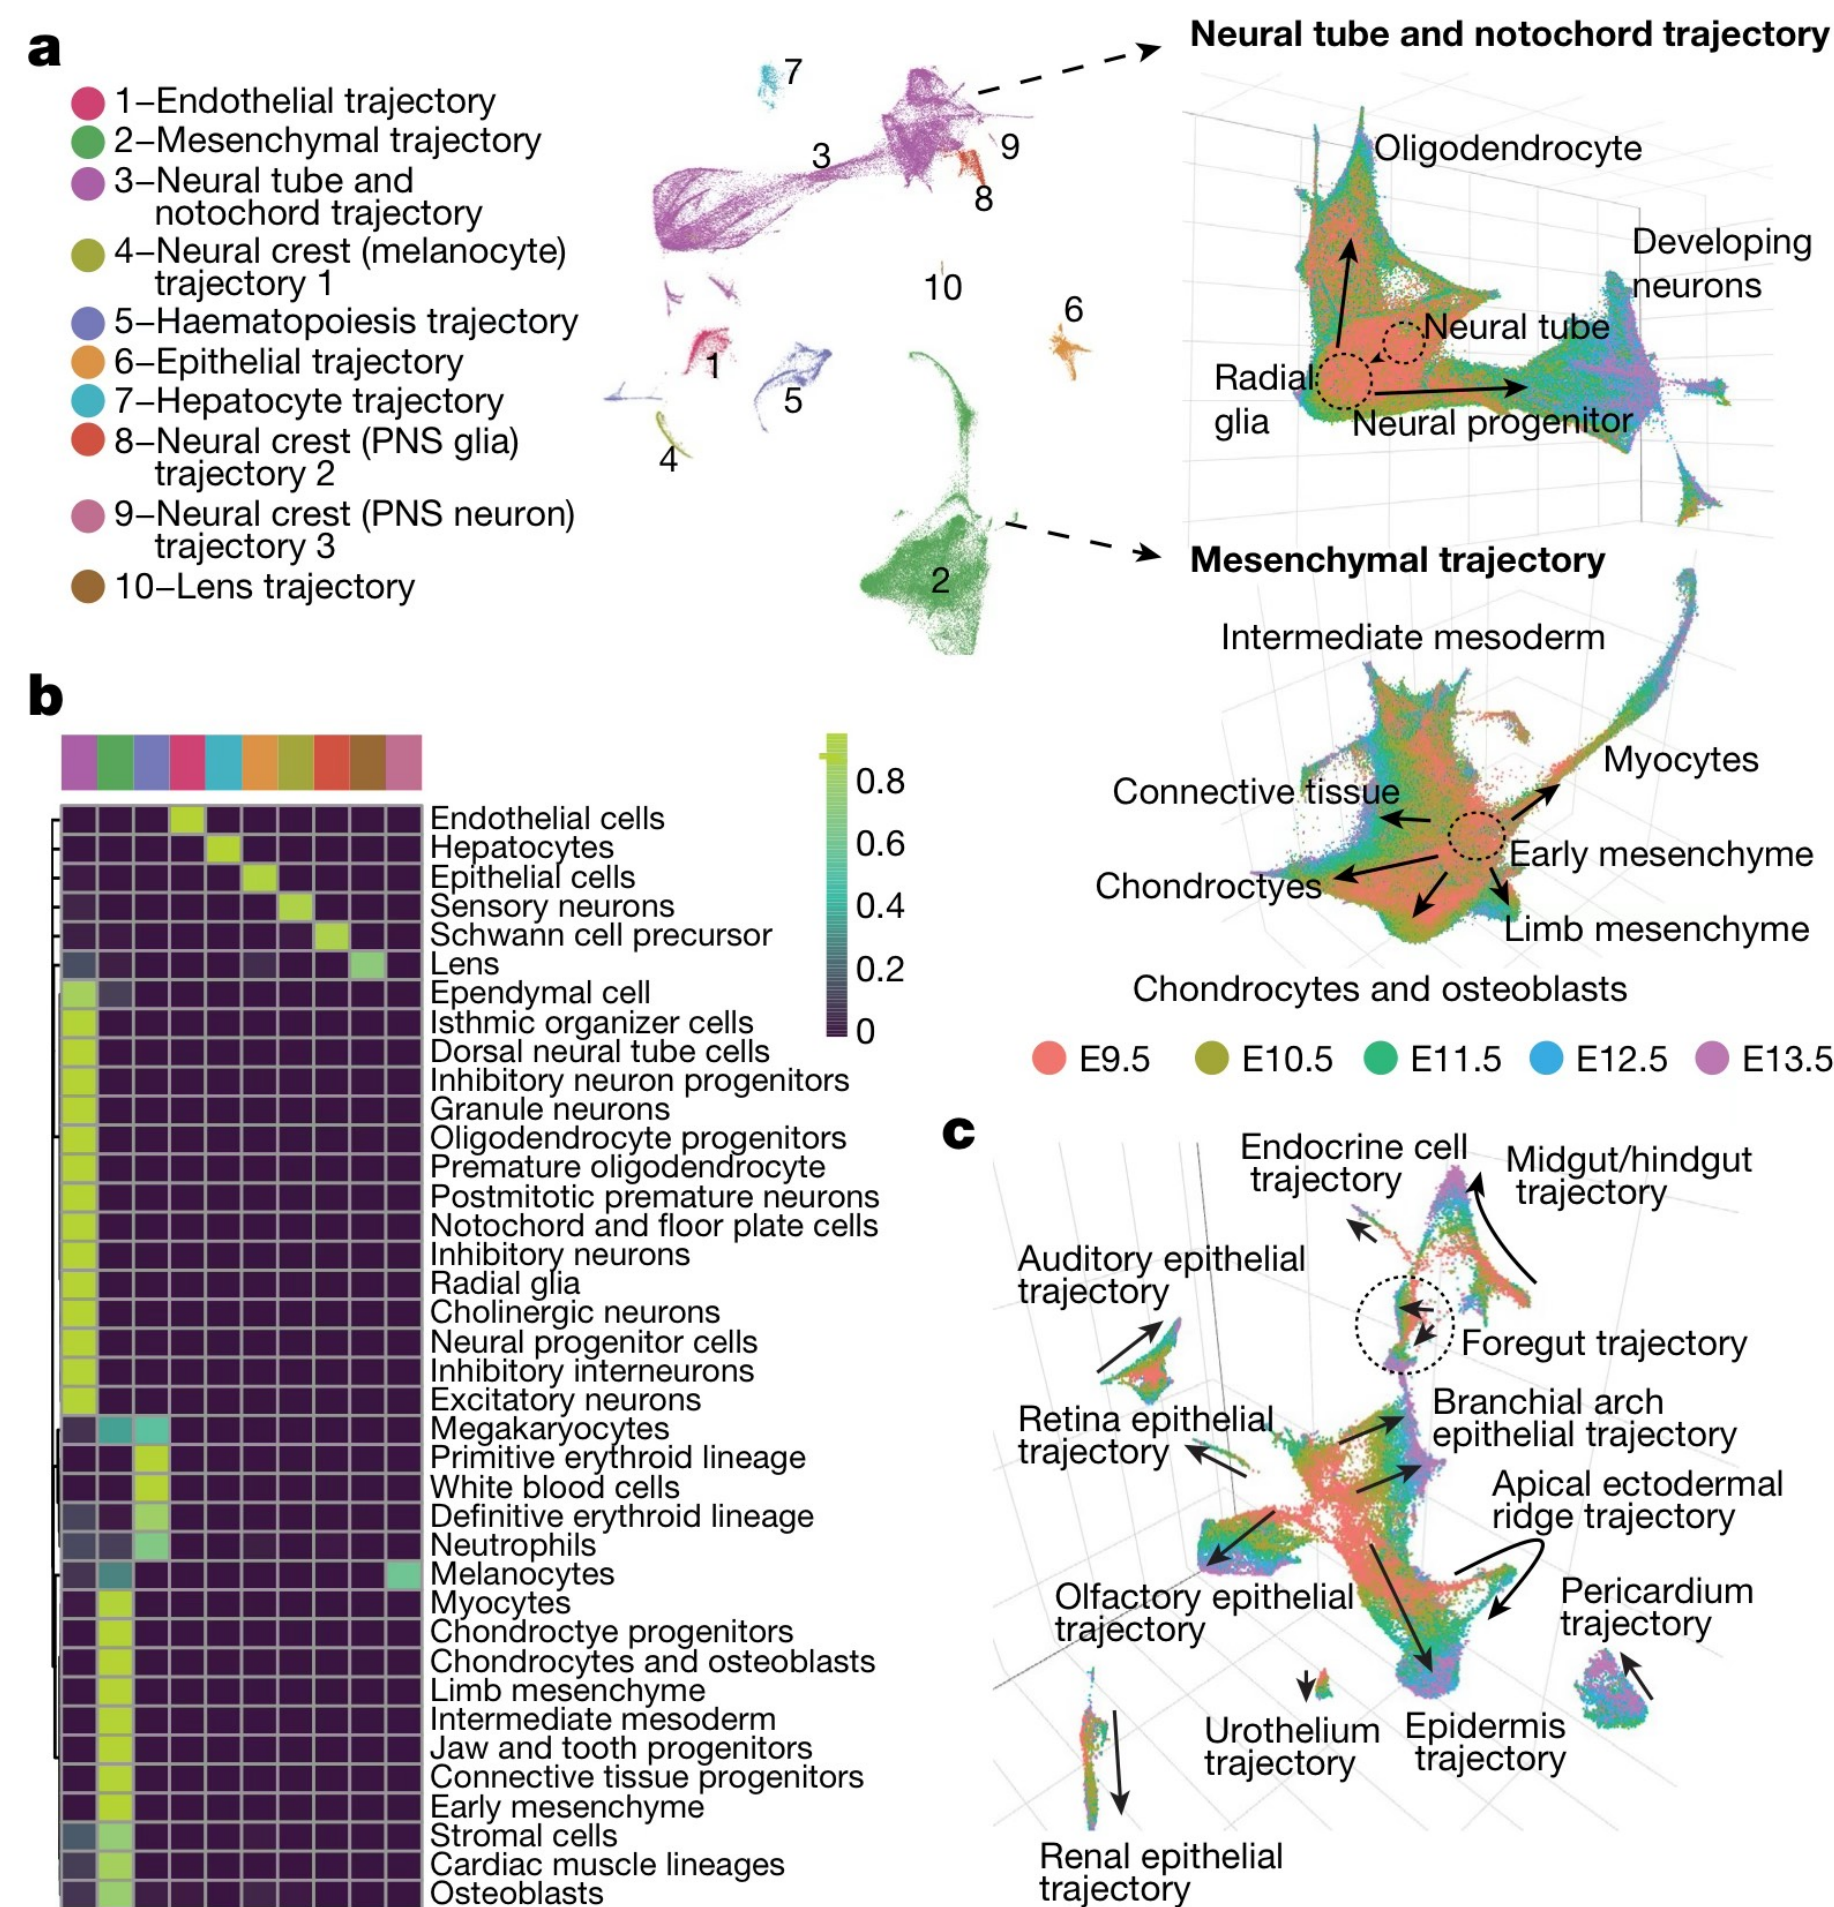 a
1–Endothelial trajectory
2–Mesenchymal trajectory
3–Neural tube and
notochord trajectory
4–Neural crest (melanocyte)
trajectory 1
5–Haematopoiesis trajectory
6–Epithelial trajectory
7–Hepatocyte trajectory
8–Neural crest (PNS glia)
trajectory 2
9–Neural crest (PNS neuron)
trajectory 3
10–Lens trajectory
7
3
9
8
10
6
1
5
4
2
Neural tube and notochord trajectory
Oligodendrocyte
Developing
neurons
Neural tube
Radial
glia
Neural progenitor
Mesenchymal trajectory
Intermediate mesoderm
Myocytes
Connective tissue
Early mesenchyme
Chondroctyes
Limb mesenchyme
Chondrocytes and osteoblasts
E9.5
E10.5
E11.5
E12.5
E13.5
b
0.8
0.6
0.4
0.2
0
Endothelial cells
Hepatocytes
Epithelial cells
Sensory neurons
Schwann cell precursor
Lens
Ependymal cell
Isthmic organizer cells
Dorsal neural tube cells
Inhibitory neuron progenitors
Granule neurons
Oligodendrocyte progenitors
Premature oligodendrocyte
Postmitotic premature neurons
Notochord and floor plate cells
Inhibitory neurons
Radial glia
Cholinergic neurons
Neural progenitor cells
Inhibitory interneurons
Excitatory neurons
Megakaryocytes
Primitive erythroid lineage
White blood cells
Definitive erythroid lineage
Neutrophils
Melanocytes
Myocytes
Chondroctye progenitors
Chondrocytes and osteoblasts
Limb mesenchyme
Intermediate mesoderm
Jaw and tooth progenitors
Connective tissue progenitors
Early mesenchyme
Stromal cells
Cardiac muscle lineages
Osteoblasts
c
Endocrine cell
trajectory
Midgut/hindgut
trajectory
Auditory epithelial
trajectory
Foregut trajectory
Retina epithelial
trajectory
Branchial arch
epithelial trajectory
Apical ectodermal
ridge trajectory
Olfactory epithelial
trajectory
Pericardium
trajectory
Urothelium
trajectory
Epidermis
trajectory
Renal epithelial
trajectory